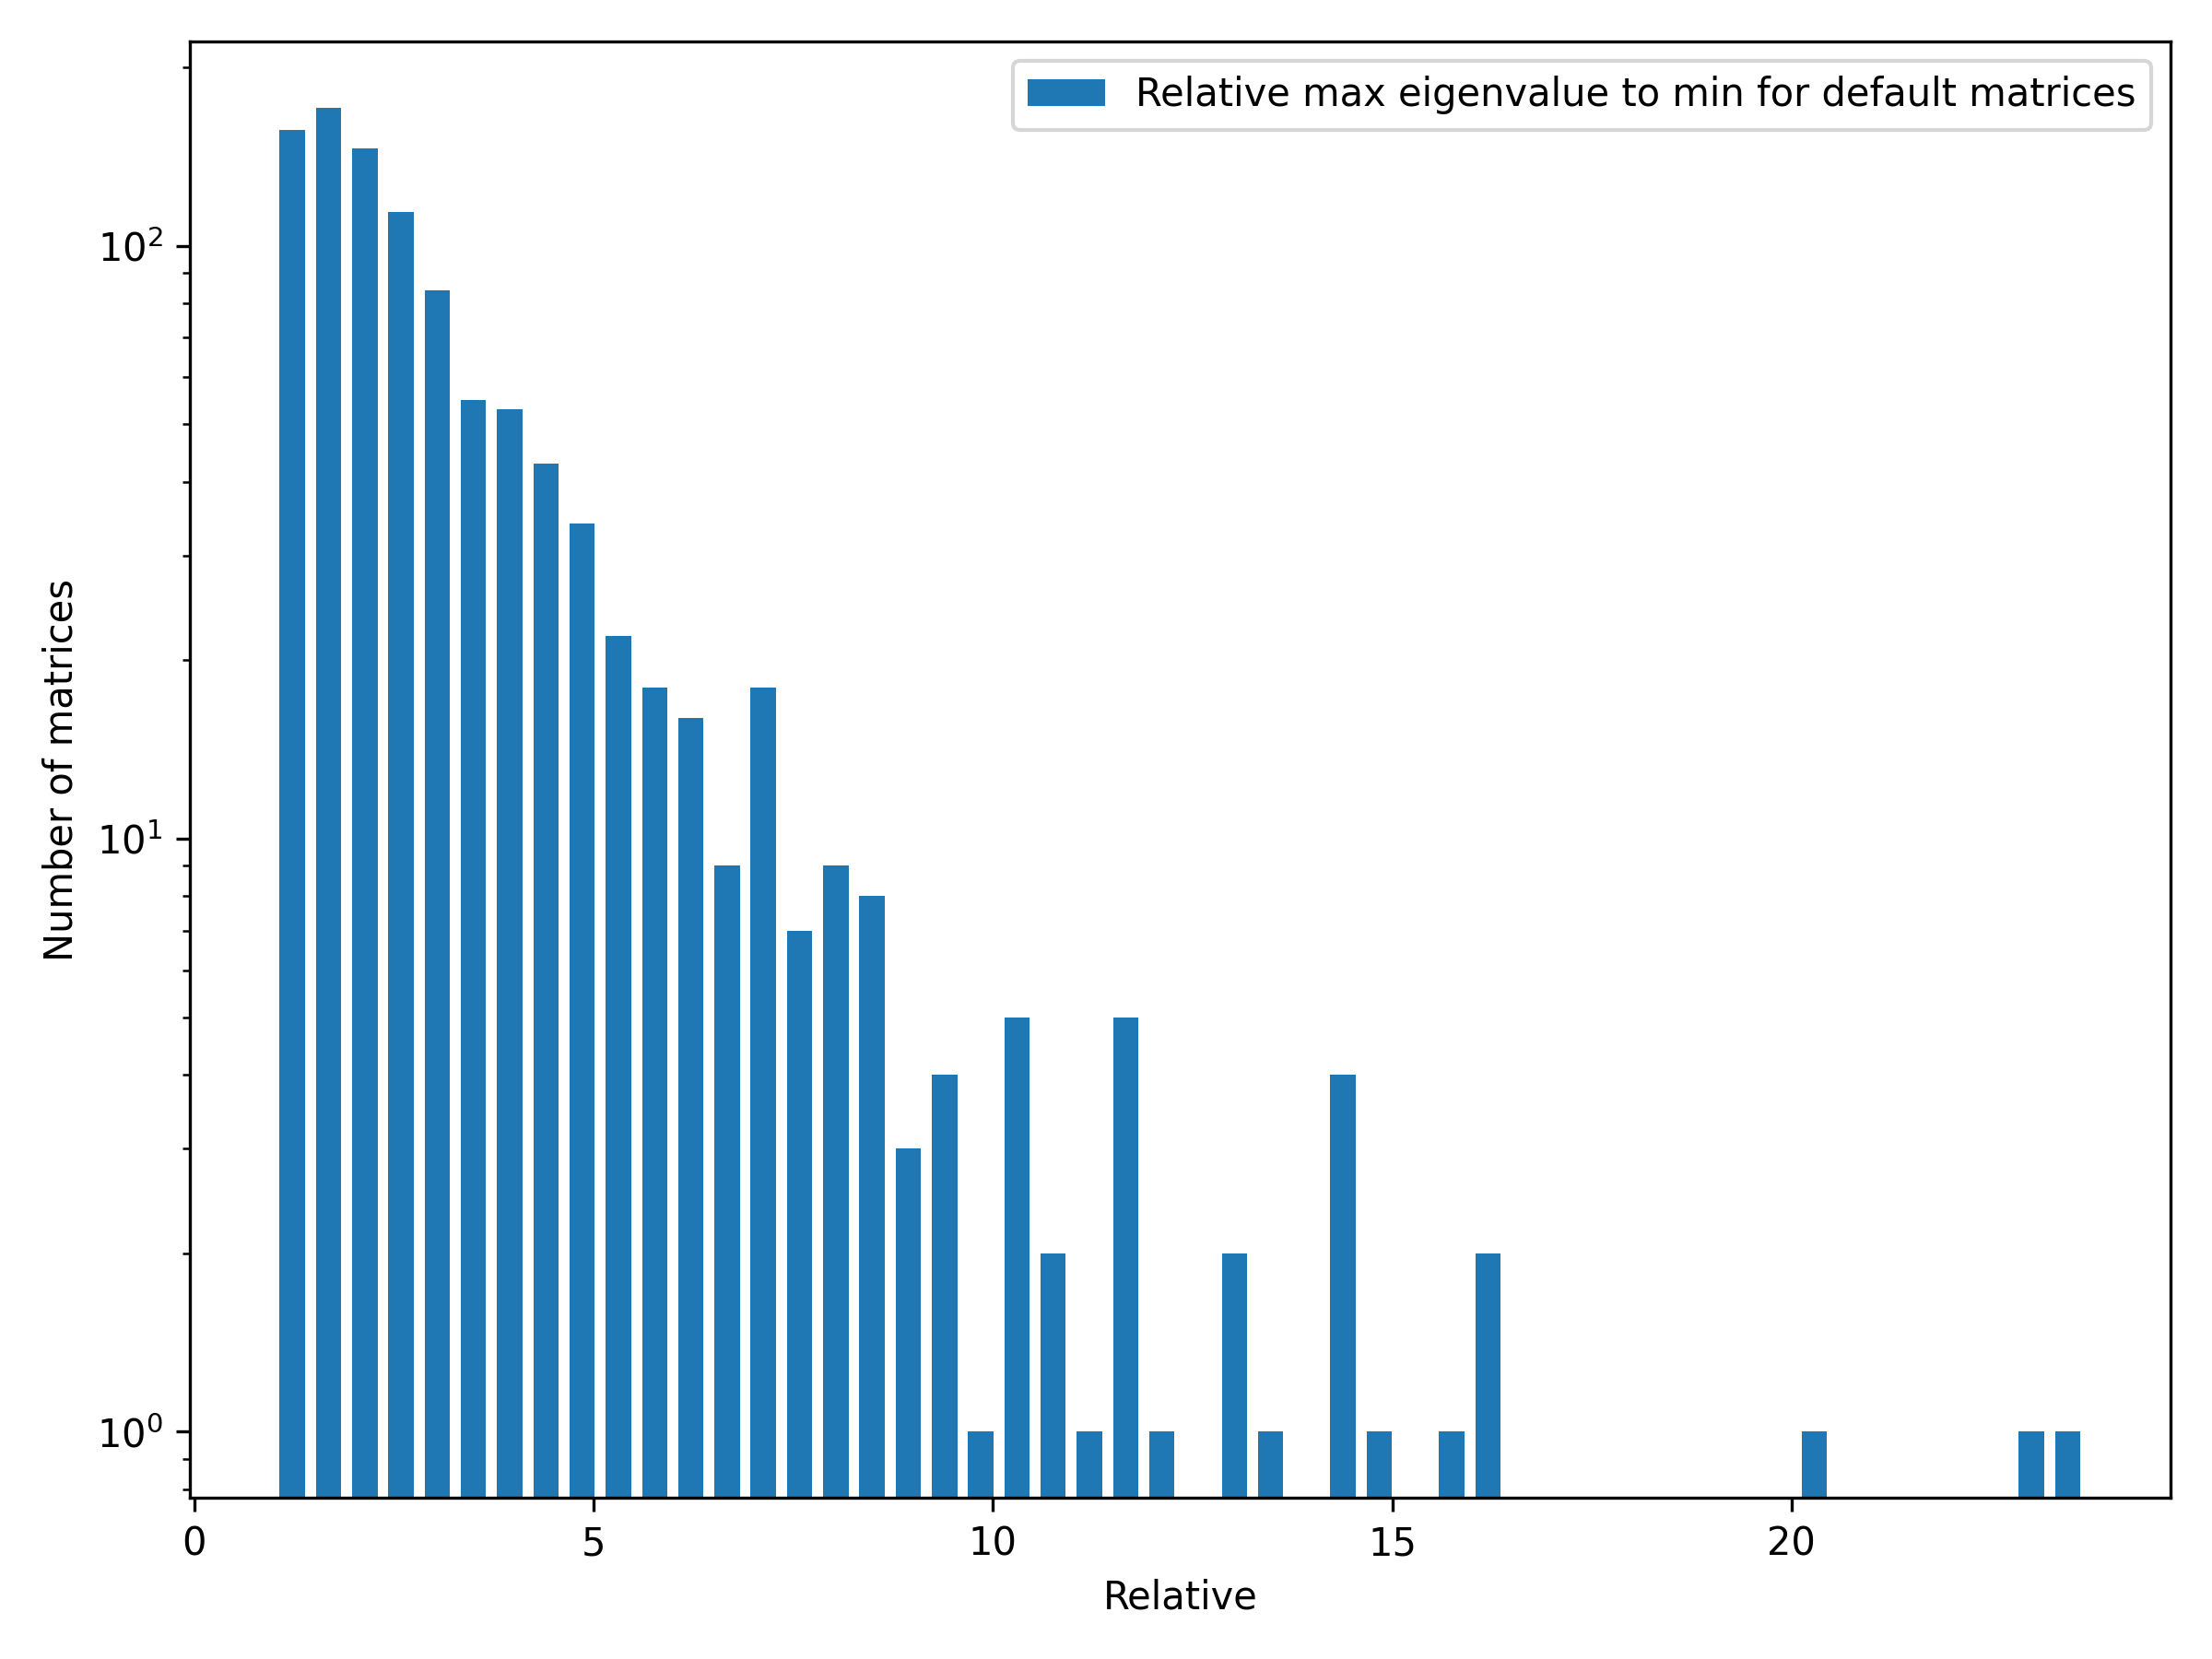 Relative max eigenvalue to min for default matrices
Number of matrices
10²
10¹
10⁰
0 5 10 15 20
Relative